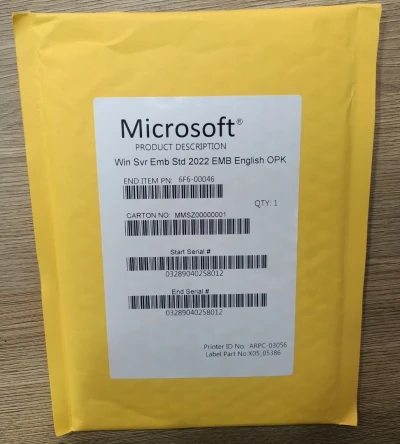 Microsoft®
PRODUCT DESCRIPTION
Win Svr Emb Std 2022 EMB English OPK
END ITEM PN: 6F6-00046
QTY: 1
CARTON NO: MMSZ00000001
Start Serial #
03289040258012
End Serial #
03289040258012
Printer ID No: ARPC-03056
Label Part No:X05_05386